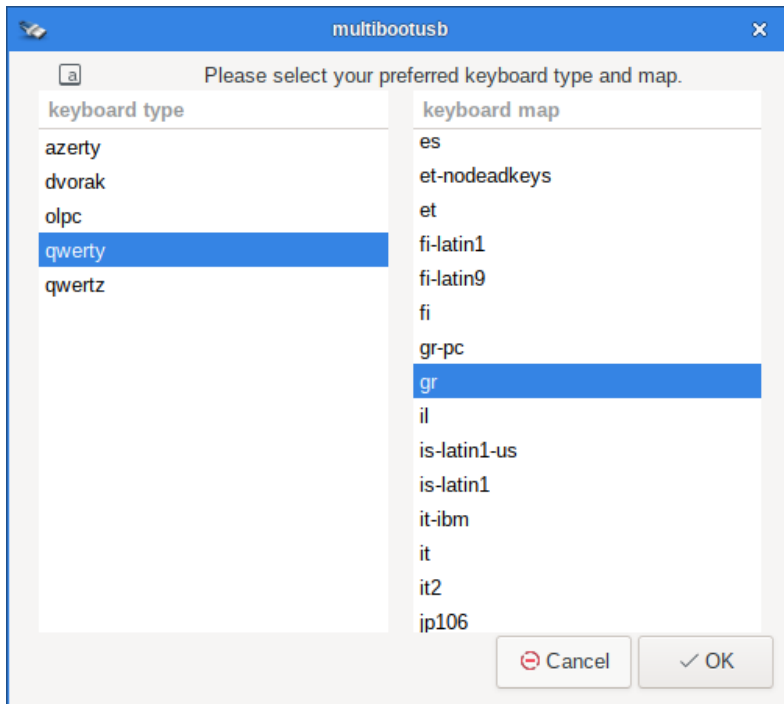 multibootusb
a
Please select your preferred keyboard type and map.
keyboard type
azerty
dvorak
olpc
qwerty
qwertz
keyboard map
es
et-nodeadkeys
et
fi-latin1
fi-latin9
fi
gr-pc
gr
il
is-latin1-us
is-latin1
it-ibm
it
it2
jp106
Cancel
OK